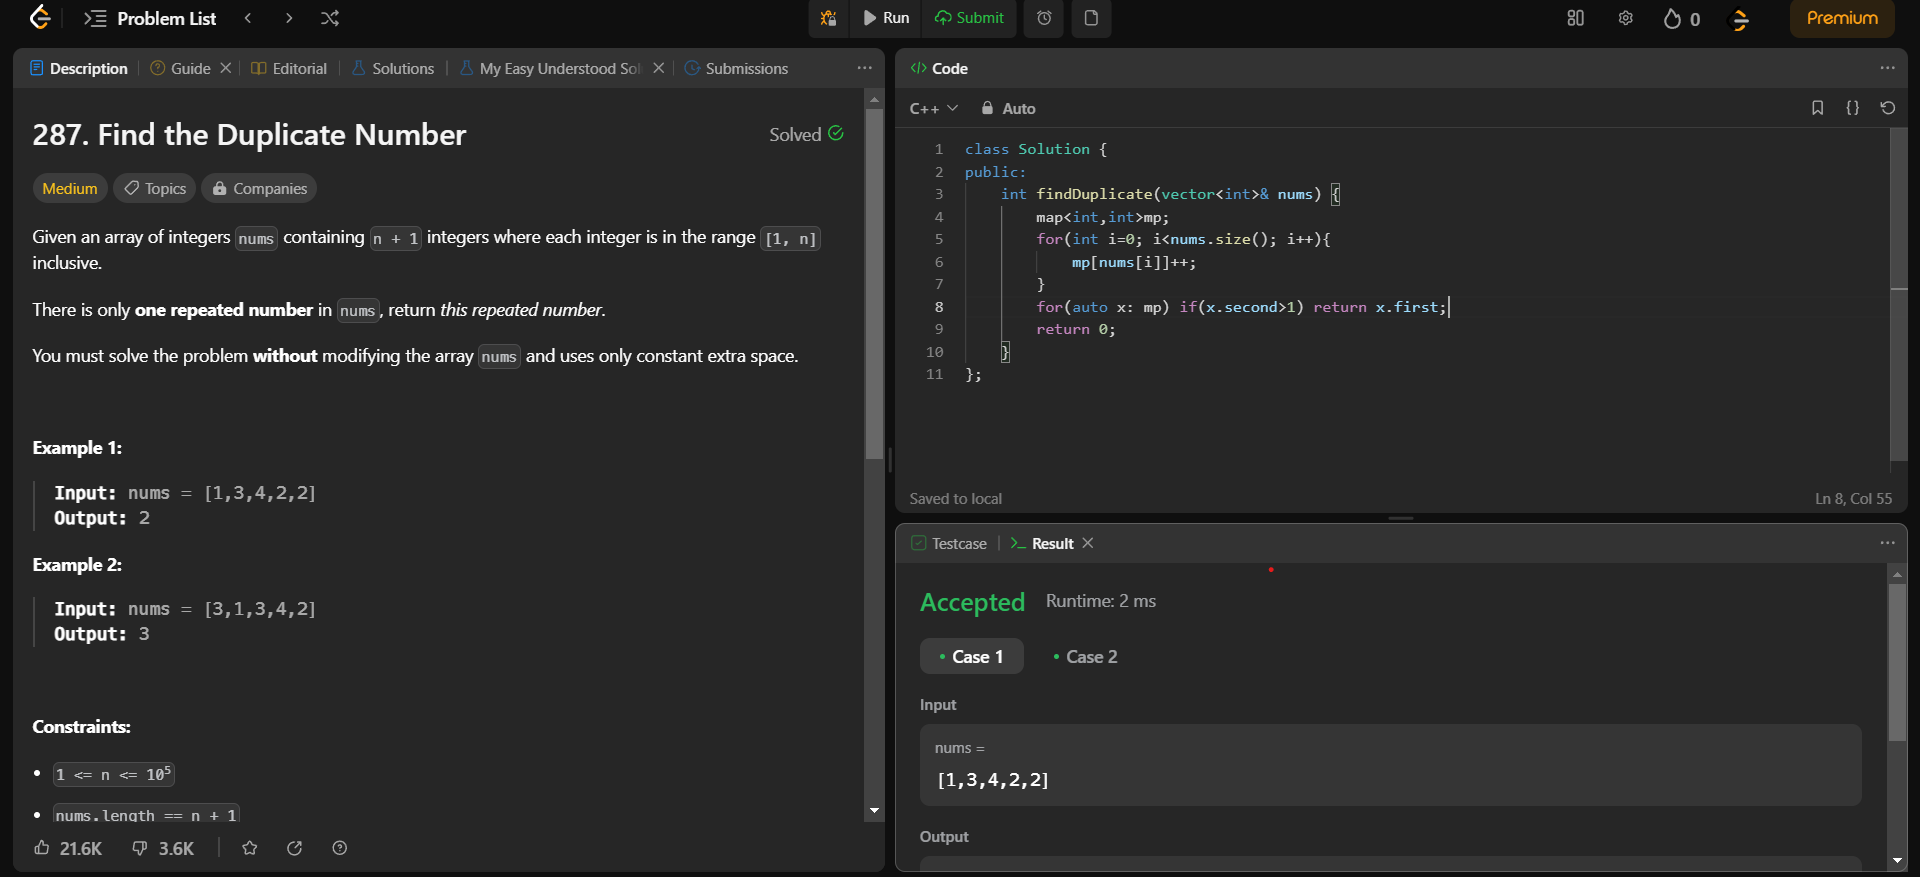 Problem List
Run
Submit
0
Premium
Description
Guide
Editorial
Solutions
My Easy Understood Sol
Submissions
287. Find the Duplicate Number
Solved
Medium
Topics
Companies
Given an array of integers nums containing n + 1 integers where each integer is in the range [1, n]
inclusive.
There is only one repeated number in nums, return this repeated number.
You must solve the problem without modifying the array nums and uses only constant extra space.
Example 1:
Input: nums = [1,3,4,2,2]
Output: 2
Example 2:
Input: nums = [3,1,3,4,2]
Output: 3
Constraints:
1 <= n <= 10⁵
nums.length == n + 1
21.6K
3.6K
Code
C++
Auto
1 class Solution {
2 public:
3 int findDuplicate(vector<int>& nums) {
4 map<int,int>mp;
5 for(int i=0; i<nums.size(); i++){
6 mp[nums[i]]++;
7 }
8 for(auto x: mp) if(x.second>1) return x.first;
9 return 0;
10 }
11 };
Saved to local
Ln 8, Col 55
Testcase
Result
Accepted
Runtime: 2 ms
Case 1
Case 2
Input
nums =
[1,3,4,2,2]
Output